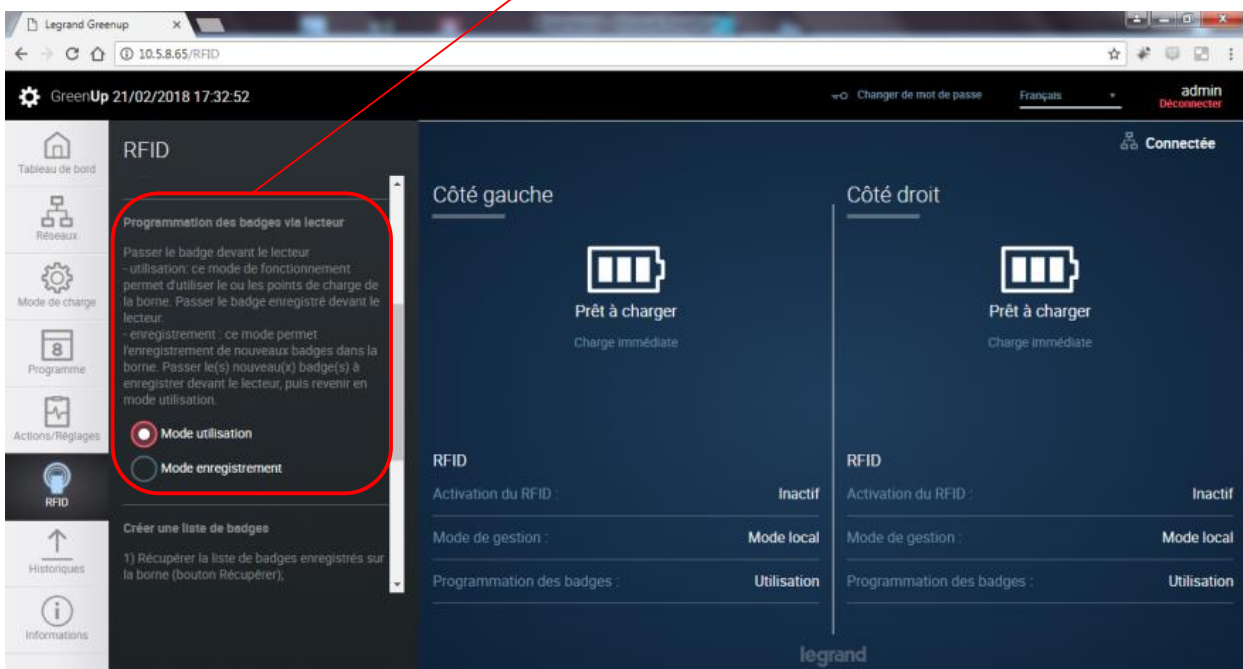 Legrand Greenup
10.5.8.65/RFID
GreenUp 21/02/2018 17:32:52
Changer de mot de passe
Français
admin
Déconnecter
Tableau de bord
Réseaux
Mode de charge
8
Programme
Actions/Réglages
RFID
Historiques
Informations
RFID
Programmation des badges via lecteur
Passer le badge devant le lecteur
- utilisation: ce mode de fonctionnement
permet d'utiliser le ou les points de charge de
la borne. Passer le badge enregistré devant le
lecteur.
- enregistrement : ce mode permet
l'enregistrement de nouveaux badges dans la
borne. Passer le(s) nouveau(x) badge(s) à
enregistrer devant le lecteur, puis revenir en
mode utilisation.
Mode utilisation
Mode enregistrement
Créer une liste de badges
1) Récupérer la liste de badges enregistrés sur
la borne (bouton Récupérer);
Connectée
Côté gauche
Prêt à charger
Charge immédiate
RFID
Activation du RFID : Inactif
Mode de gestion : Mode local
Programmation des badges : Utilisation
Côté droit
Prêt à charger
Charge immédiate
RFID
Activation du RFID : Inactif
Mode de gestion : Mode local
Programmation des badges : Utilisation
legrand